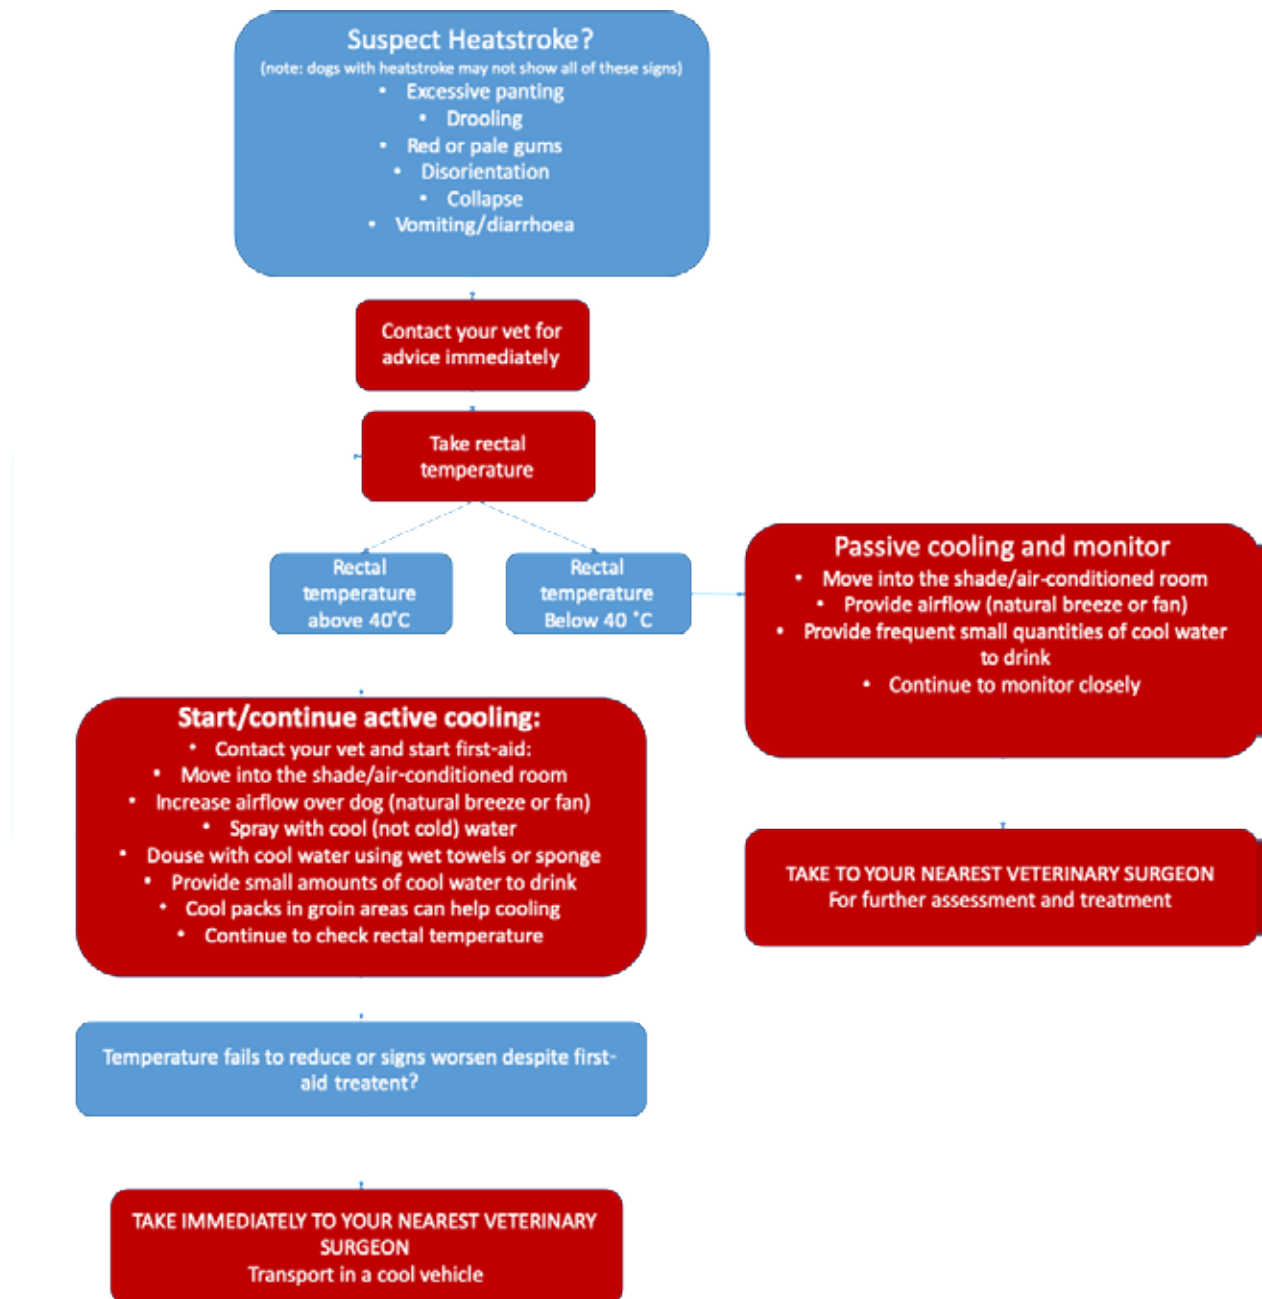 Suspect Heatstroke?
(note: dogs with heatstroke may not show all of these signs)
• Excessive panting
• Drooling
• Red or pale gums
• Disorientation
• Collapse
• Vomiting/diarrhoea
Contact your vet for
advice immediately
Take rectal
temperature
Rectal
temperature
above 40˚C
Rectal
temperature
Below 40 ˚C
Passive cooling and monitor
• Move into the shade/air-conditioned room
• Provide airflow (natural breeze or fan)
• Provide frequent small quantities of cool water
to drink
• Continue to monitor closely
Start/continue active cooling:
• Contact your vet and start first-aid:
• Move into the shade/air-conditioned room
• Increase airflow over dog (natural breeze or fan)
• Spray with cool (not cold) water
• Douse with cool water using wet towels or sponge
• Provide small amounts of cool water to drink
• Cool packs in groin areas can help cooling
• Continue to check rectal temperature
TAKE TO YOUR NEAREST VETERINARY SURGEON
For further assessment and treatment
Temperature fails to reduce or signs worsen despite first-
aid treatent?
TAKE IMMEDIATELY TO YOUR NEAREST VETERINARY
SURGEON
Transport in a cool vehicle